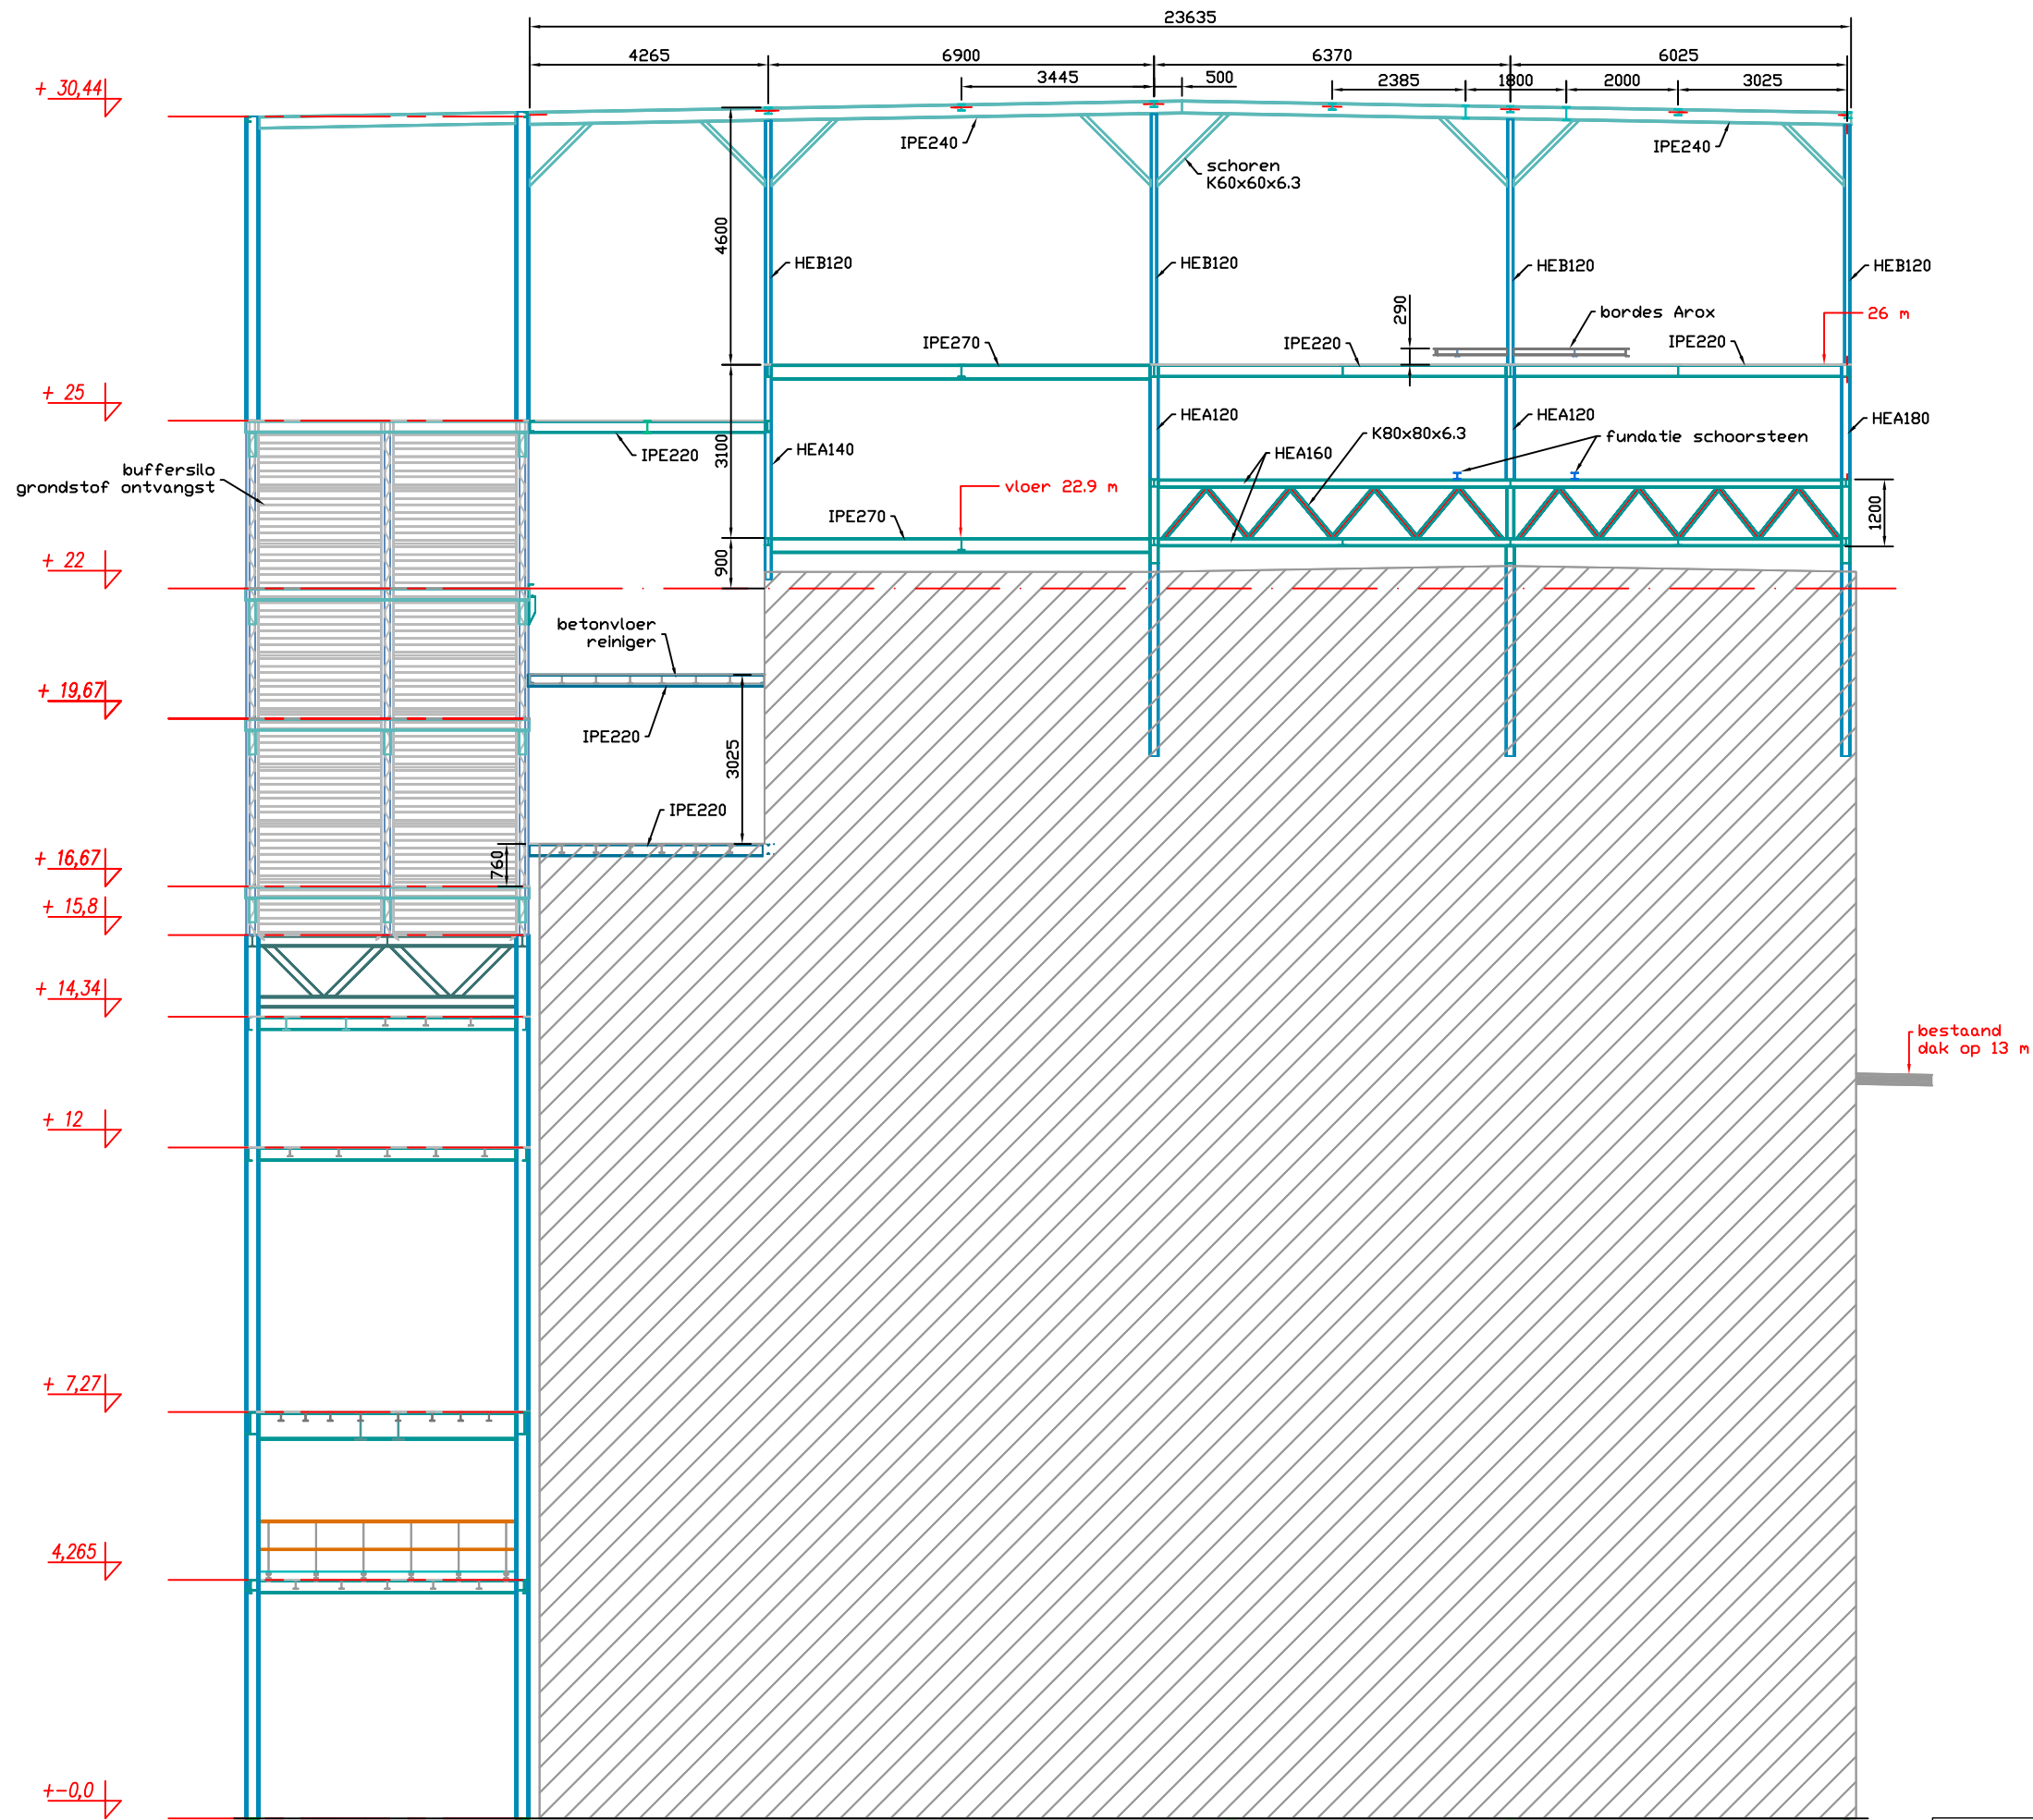 23635
4265
6900
6370
6025
3445
500
2385
1800
2000
3025
+ 30,44
IPE240
IPE240
schoren
K60x60x6.3
4600
HEB120
HEB120
HEB120
HEB120
290
bordes Arox
26 m
IPE270
IPE220
IPE220
+ 25
HEA120
HEA120
HEA180
3100
HEA140
IPE220
K80x80x6.3
fundatie schoorsteen
HEA160
buffersilo
grondstof ontvangst
vloer 22.9 m
1200
IPE270
900
+ 22
betonvloer
reiniger
+ 19,67
IPE220
3025
IPE220
760
+ 16,67
+ 15,8
+ 14,34
bestaand
dak op 13 m
+ 12
+ 7,27
4,265
+-0,0